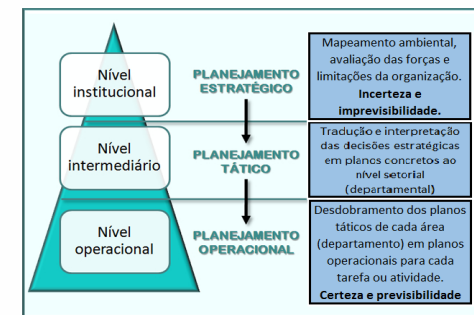 Nível
institucional
PLANEJAMENTO
ESTRATÉGICO
Mapeamento ambiental,
avaliação das forças e
limitações da organização.
Incerteza e
imprevisibilidade.
Nível
intermediário
PLANEJAMENTO
TÁTICO
Tradução e interpretação
das decisões estratégicas
em planos concretos ao
nível setorial
(departamental)
Nível
operacional
PLANEJAMENTO
OPERACIONAL
Desdobramento dos planos
táticos de cada área
(departamento) em planos
operacionais para cada
tarefa ou atividade.
Certeza e previsibilidade